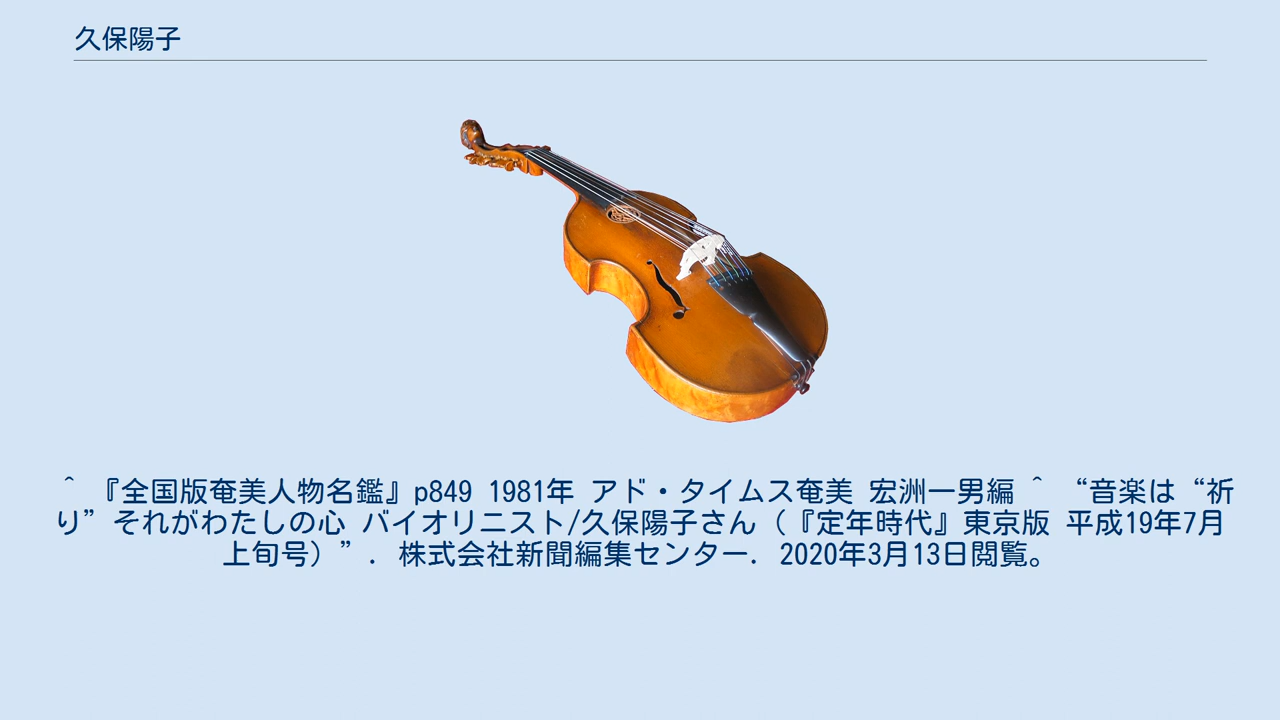 久保陽子
^ 『全国版奄美人物名鑑』p849 1981年 アド・タイムス奄美 宏洲一男編 ^ “音楽は“祈
り”それがわたしの心 バイオリニスト/久保陽子さん（『定年時代』東京版 平成19年7月
上旬号）”. 株式会社新聞編集センター. 2020年3月13日閲覧。